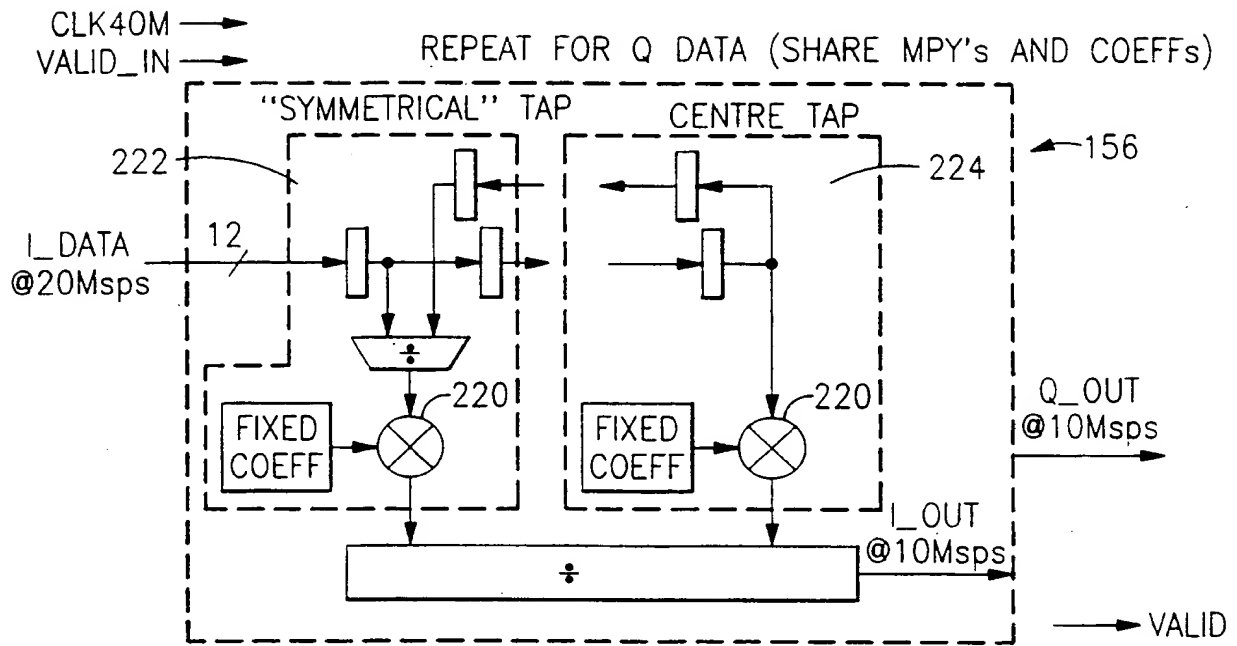 CLK40M
VALID_IN
REPEAT FOR Q DATA (SHARE MPY's AND COEFFs)
"SYMMETRICAL" TAP
CENTRE TAP
156
222
224
I_DATA
@20Msps
12
÷
220
220
FIXED
COEFF
FIXED
COEFF
Q_OUT
@10Msps
I_OUT
@10Msps
÷
VALID